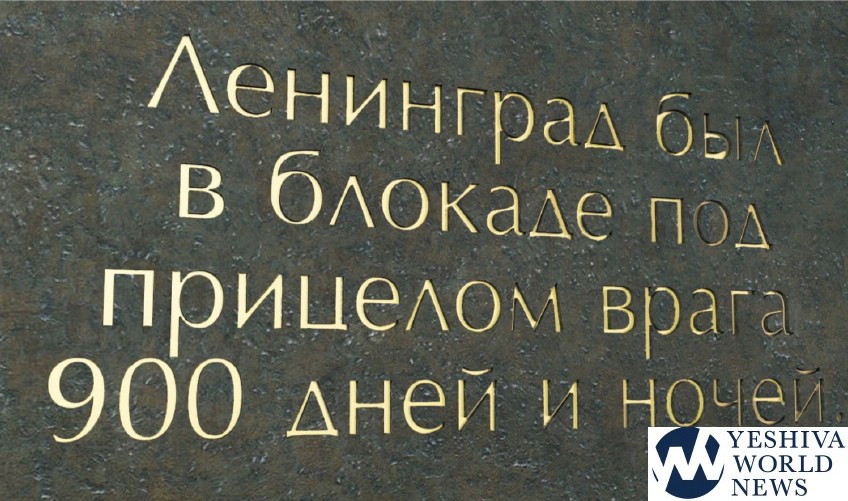 Ленинград был
в блокаде под
прицелом врага
900 дней и ночей.
YESHIVA
WORLD
NEWS